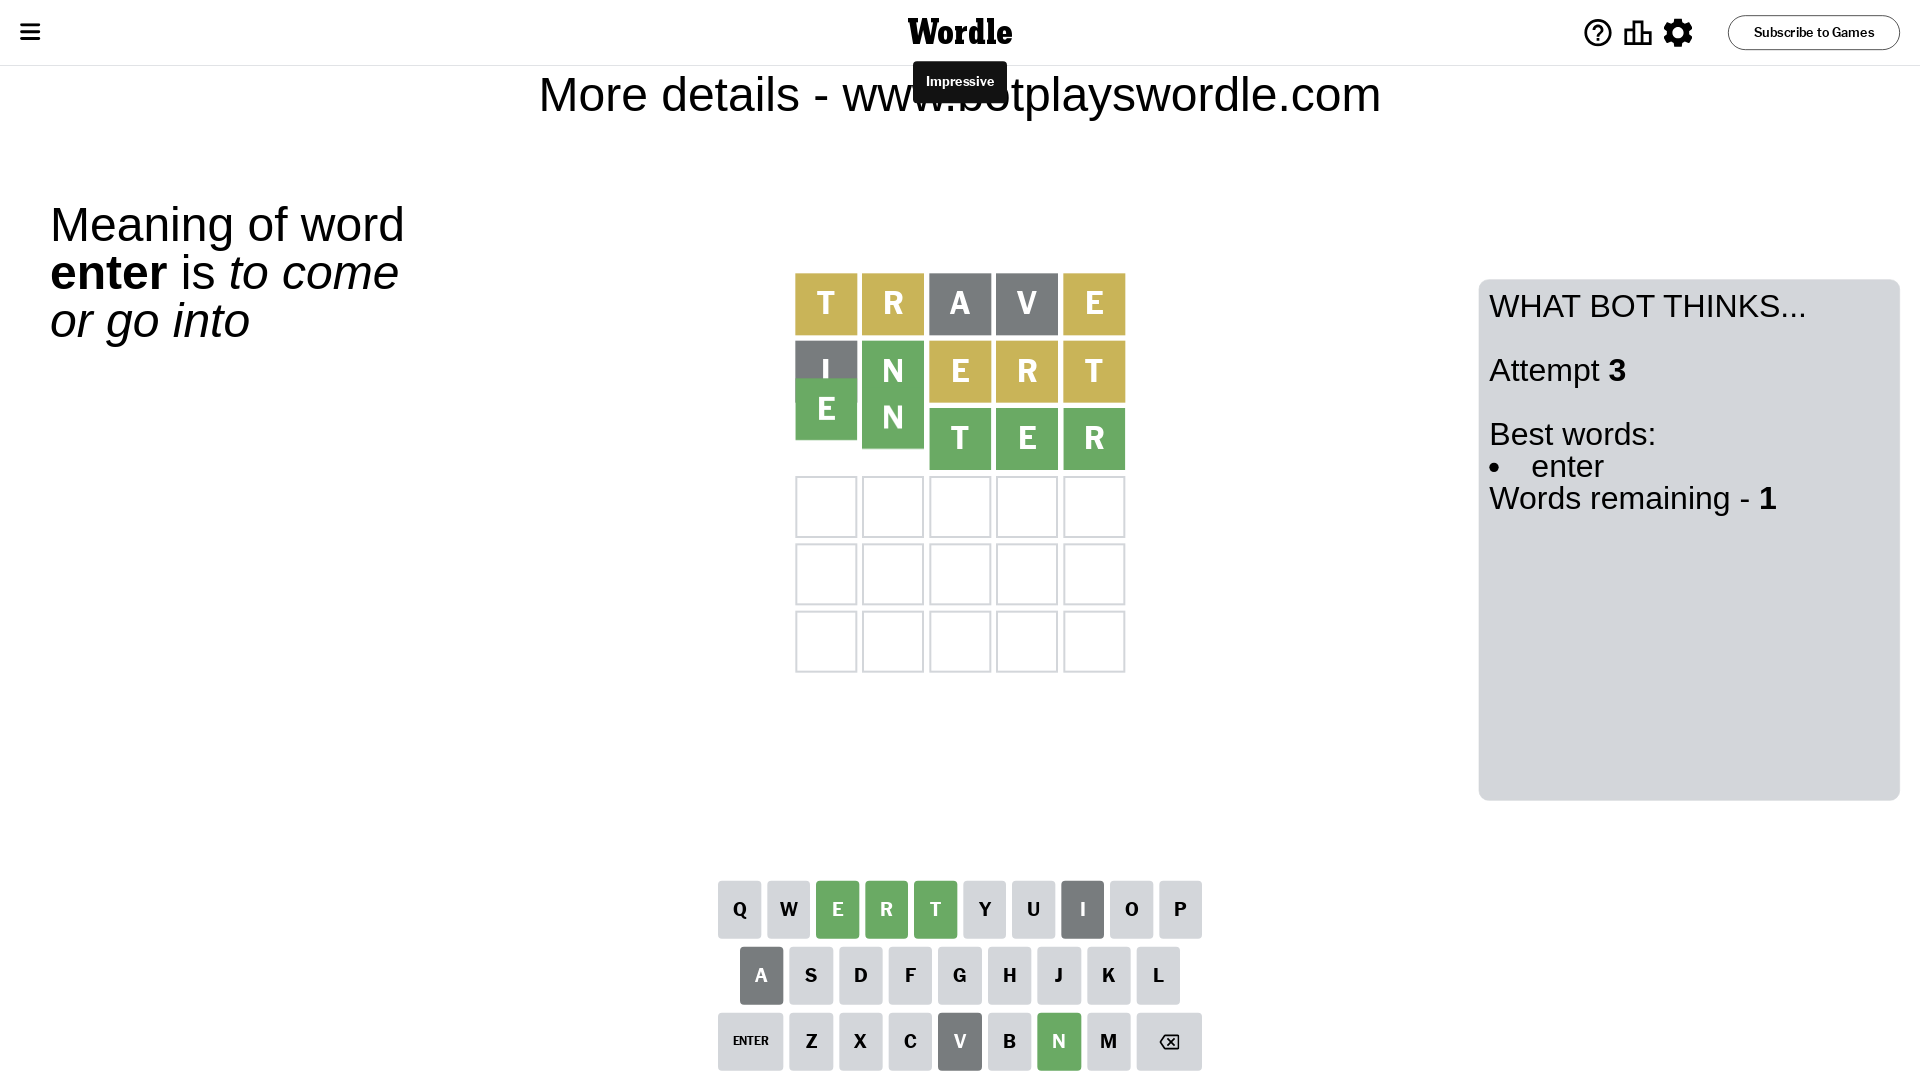 Wordle
Subscribe to Games
Impressive
More details - www.botplayswordle.com
Meaning of word
enter is to come
or go into
T R A V E
I N E R T
E N T E R
WHAT BOT THINKS...
Attempt 3
Best words:
• enter
Words remaining - 1
Q W E R T Y U I O P
A S D F G H J K L
ENTER Z X C V B N M